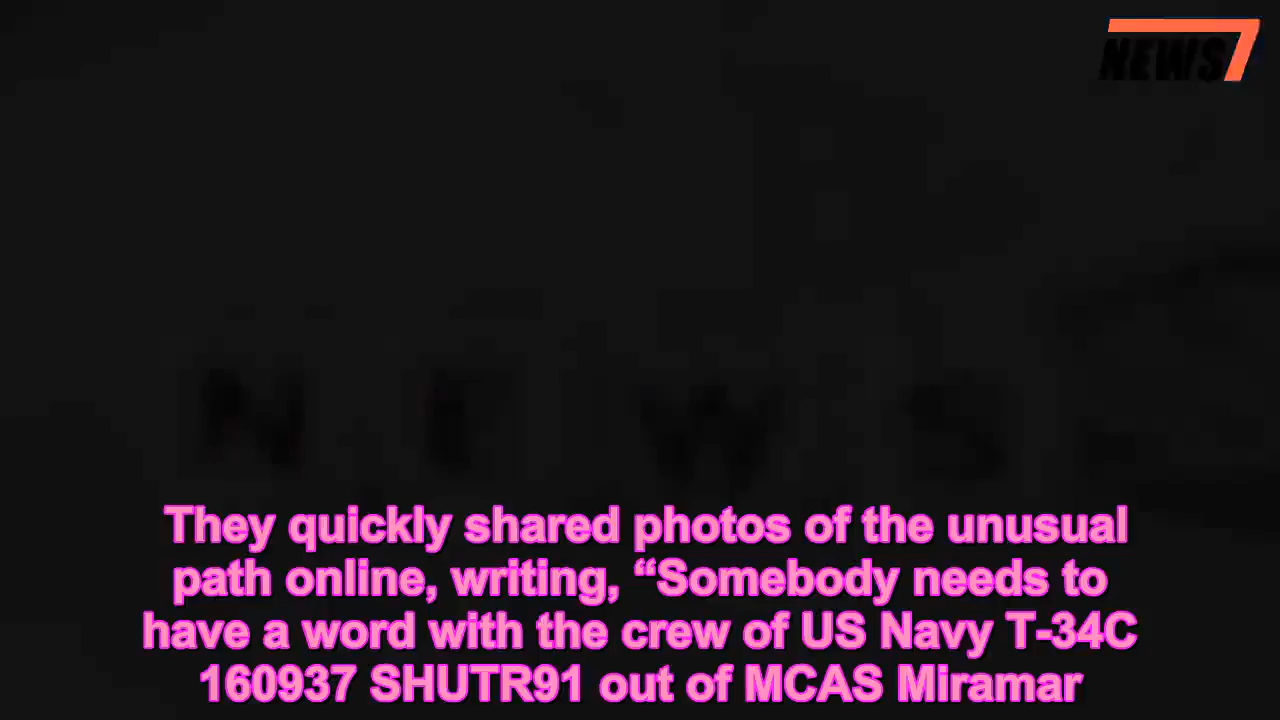 NEWS7
N E W S
They quickly shared photos of the unusual
path online, writing, “Somebody needs to
have a word with the crew of US Navy T-34C
160937 SHUTR91 out of MCAS Miramar